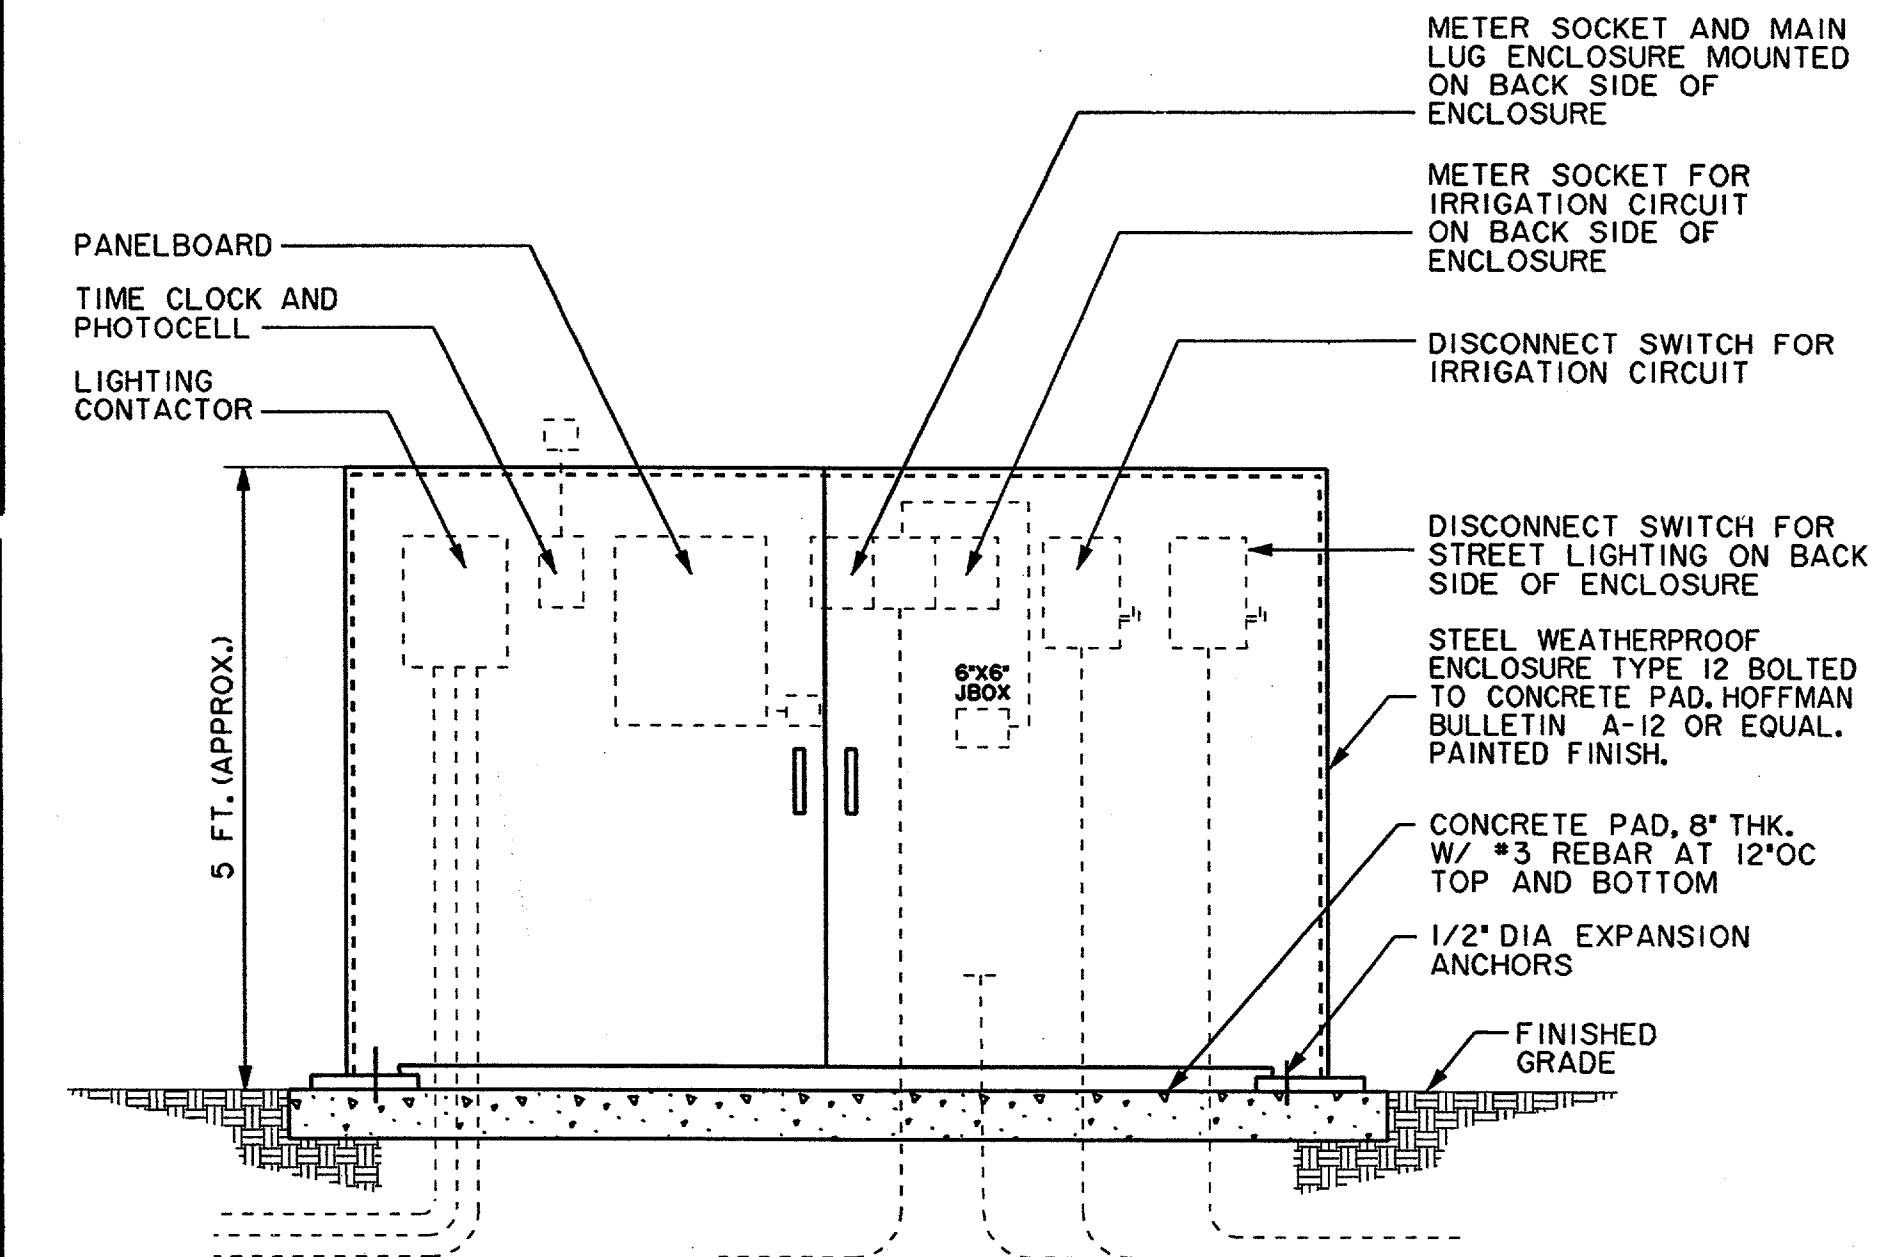 METER SOCKET AND MAIN
LUG ENCLOSURE MOUNTED
ON BACK SIDE OF
ENCLOSURE
METER SOCKET FOR
IRRIGATION CIRCUIT
ON BACK SIDE OF
ENCLOSURE
PANELBOARD
TIME CLOCK AND
PHOTOCELL
LIGHTING
CONTACTOR
DISCONNECT SWITCH FOR
IRRIGATION CIRCUIT
DISCONNECT SWITCH FOR
STREET LIGHTING ON BACK
SIDE OF ENCLOSURE
STEEL WEATHERPROOF
ENCLOSURE TYPE 12 BOLTED
TO CONCRETE PAD. HOFFMAN
BULLETIN A-12 OR EQUAL.
PAINTED FINISH.
6"X6"
JBOX
5 FT. (APPROX.)
CONCRETE PAD, 8" THK.
W/ #3 REBAR AT 12"OC
TOP AND BOTTOM
1/2" DIA EXPANSION
ANCHORS
FINISHED
GRADE